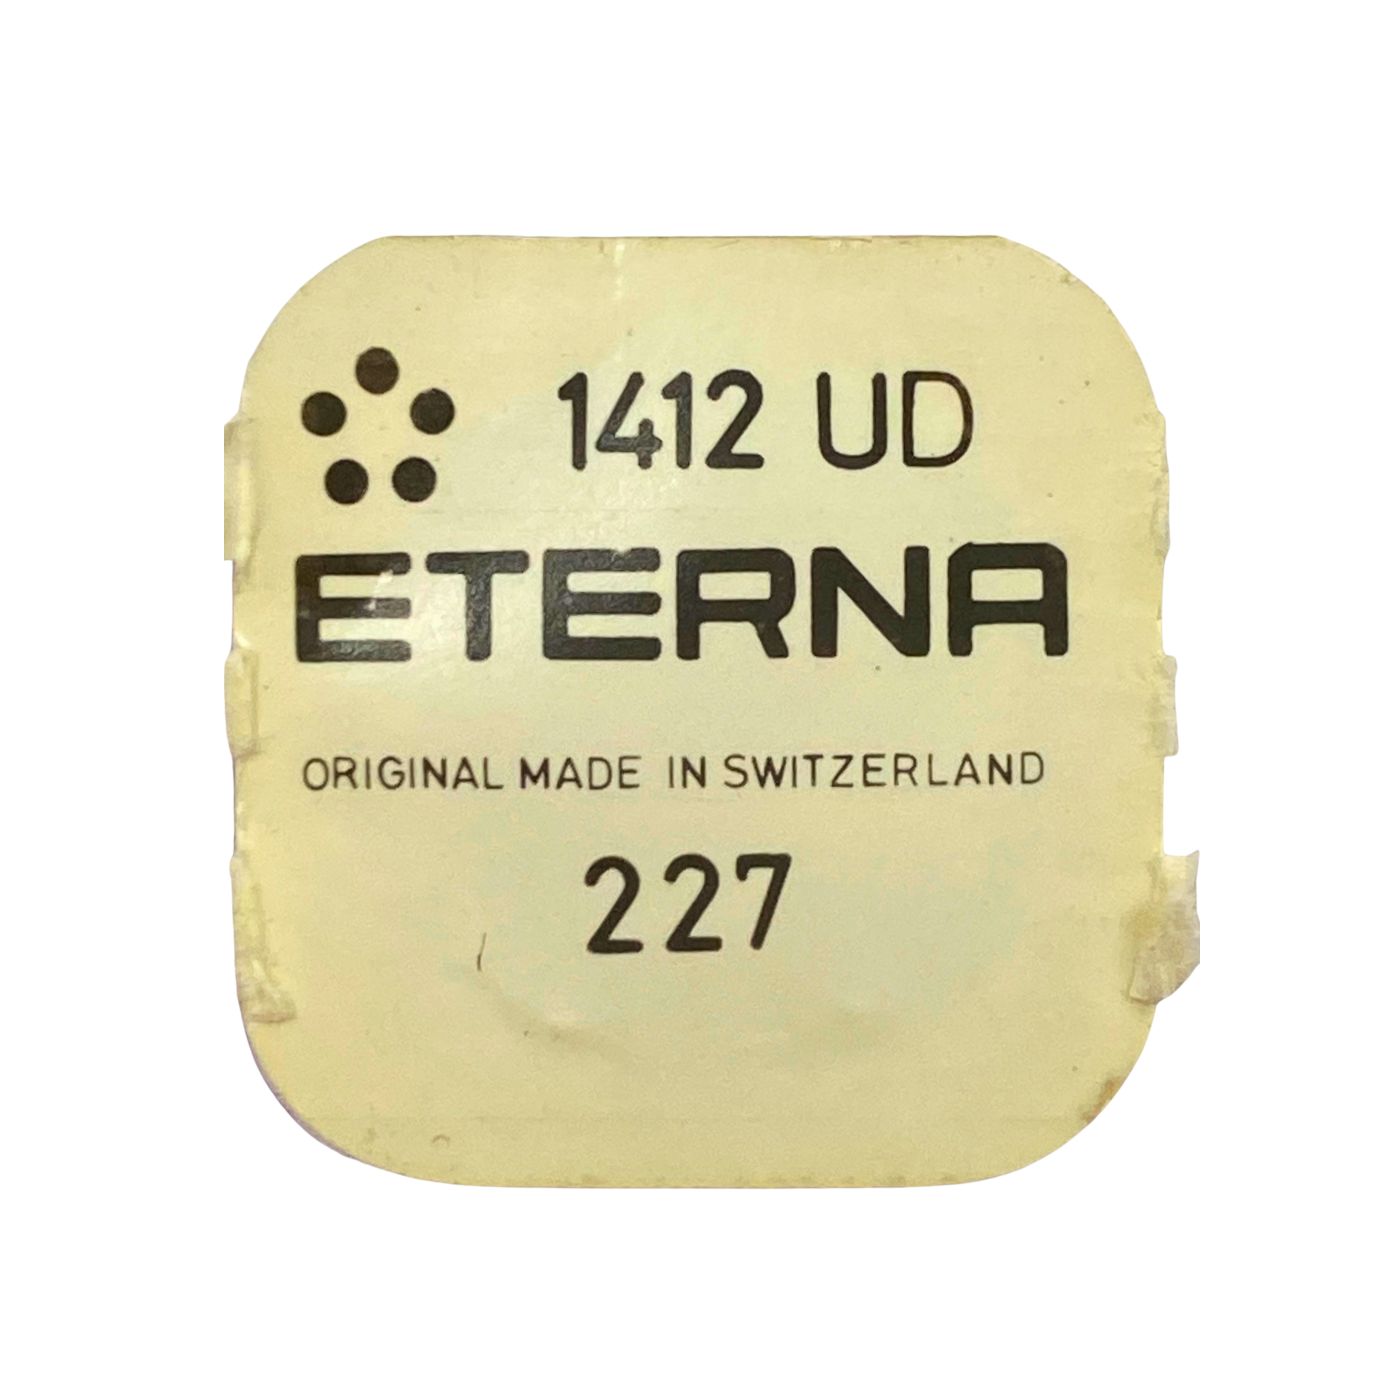 1412 UD
ETERNA
ORIGINAL MADE IN SWITZERLAND
227